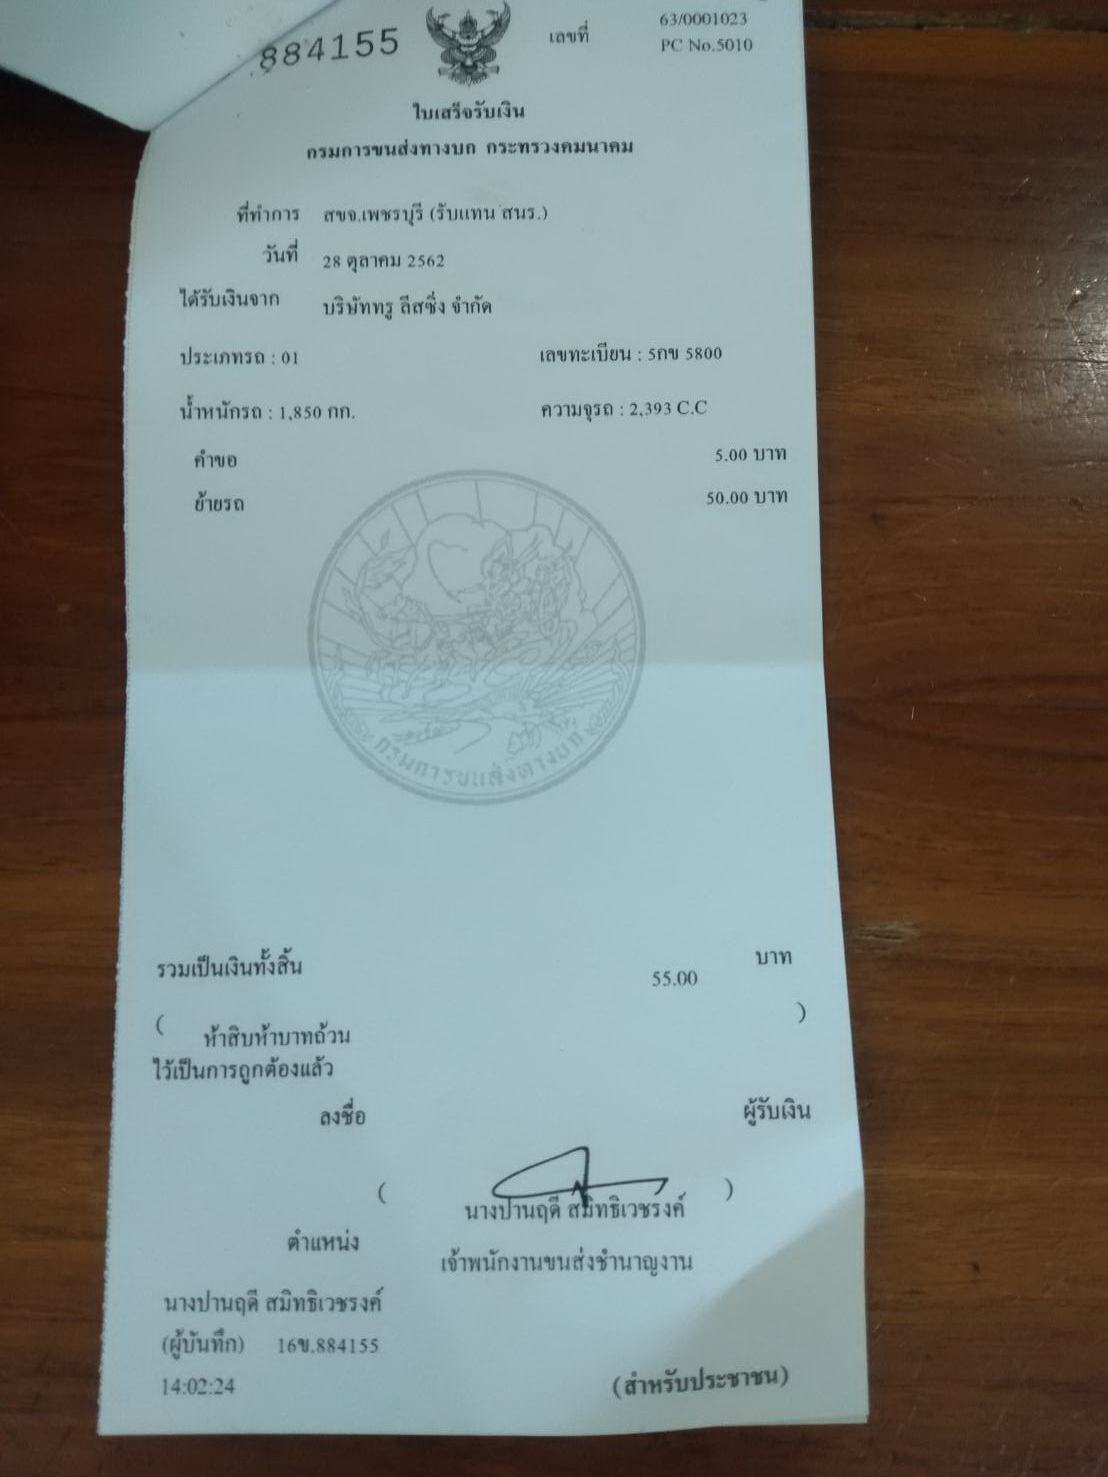 884155
เลขที่ 63/0001023
PC No.5010
ใบเสร็จรับเงิน
กรมการขนส่งทางบก กระทรวงคมนาคม
ที่ทำการ สขจ.เพชรบุรี (รับแทน สนร.)
วันที่ 28 ตุลาคม 2562
ได้รับเงินจาก บริษัททรู ลีสซิ่ง จำกัด
ประเภทรถ : 01 เลขทะเบียน : 5กข 5800
น้ำหนักรถ : 1,850 กก. ความจุรถ : 2,393 C.C
คำขอ 5.00 บาท
ย้ายรถ 50.00 บาท
กรมการขนส่งทางบก
รวมเป็นเงินทั้งสิ้น 55.00 บาท
( ห้าสิบห้าบาทถ้วน )
ไว้เป็นการถูกต้องแล้ว
ลงชื่อ ผู้รับเงิน
( นางปานฤดี สมิทธิเวชรงค์ )
ตำแหน่ง เจ้าพนักงานขนส่งชำนาญงาน
นางปานฤดี สมิทธิเวชรงค์
(ผู้บันทึก) 16ข.884155
14:02:24 (สำหรับประชาชน)